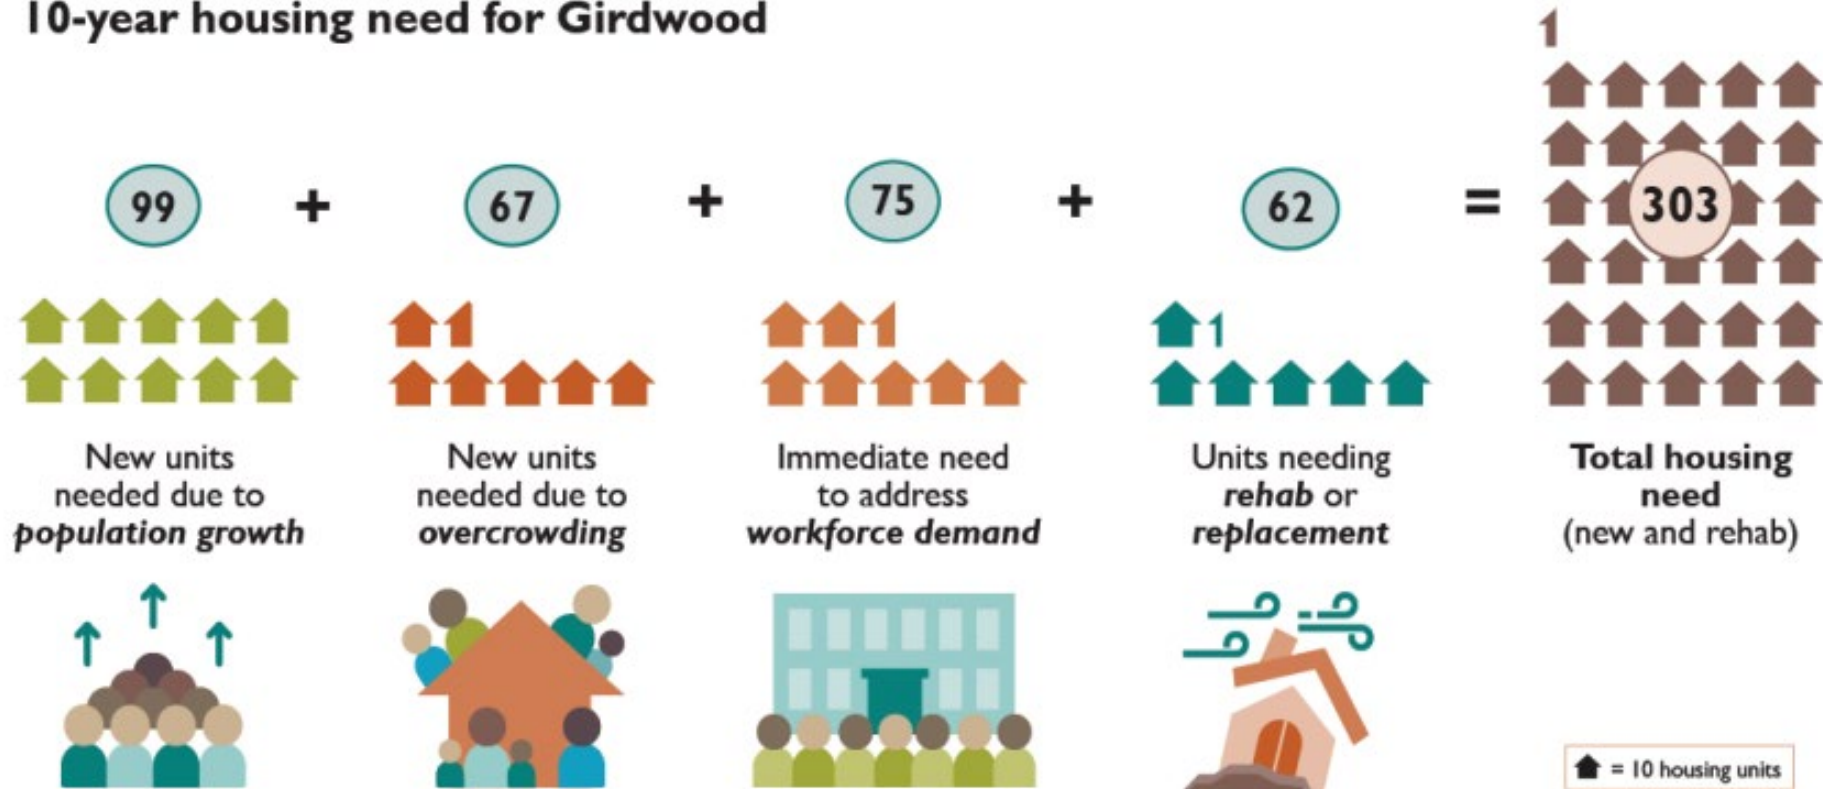 10-year housing need for Girdwood
99 + 67 + 75 + 62 = 303
New units
needed due to
population growth
New units
needed due to
overcrowding
Immediate need
to address
workforce demand
Units needing
rehab or
replacement
Total housing
need
(new and rehab)
= 10 housing units